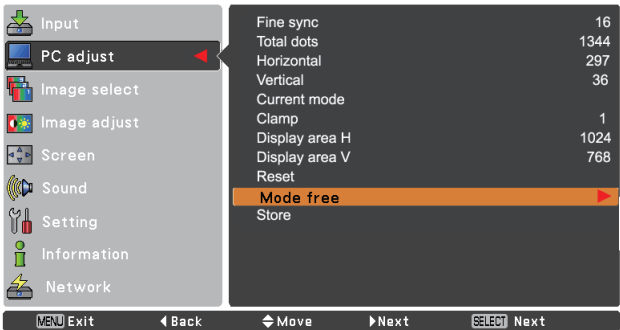 Input
PC adjust
Image select
Image adjust
Screen
Sound
Setting
Information
Network
Fine sync 16
Total dots 1344
Horizontal 297
Vertical 36
Current mode
Clamp 1
Display area H 1024
Display area V 768
Reset
Mode free
Store
MENU Exit Back Move Next SELECT Next